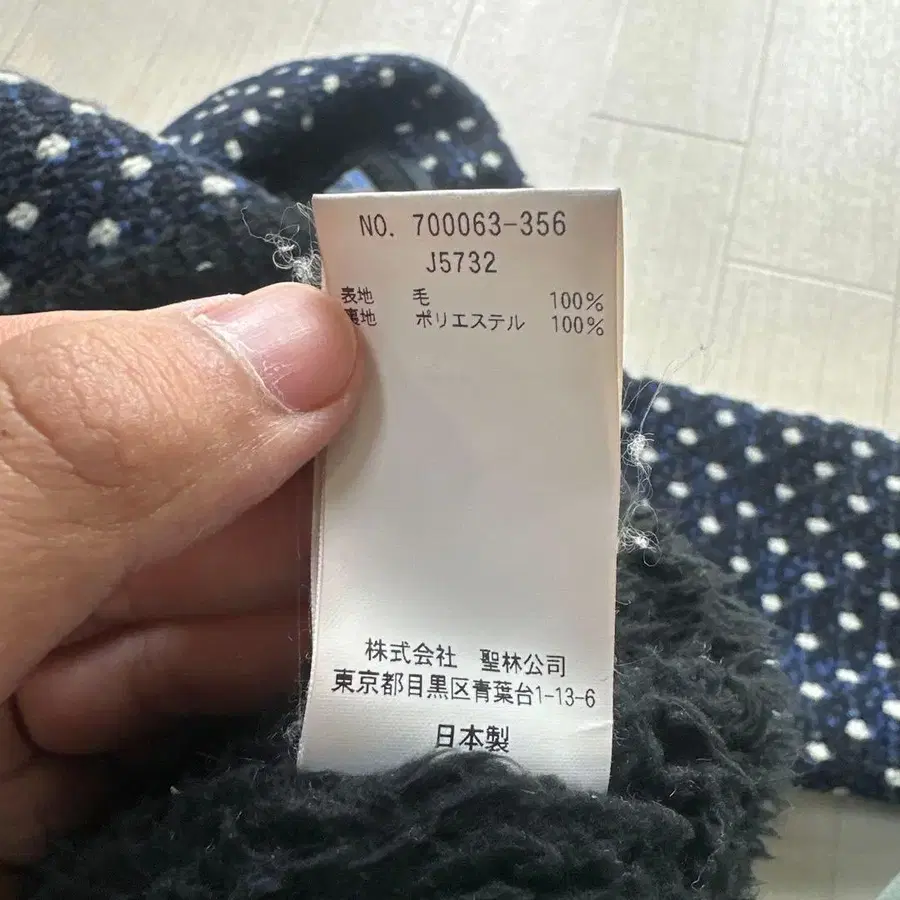 NO. 700063-356
J5732
表地 毛 100%
裏地 ポリエステル 100%
株式会社 聖林公司
東京都目黒区青葉台1-13-6
日本製